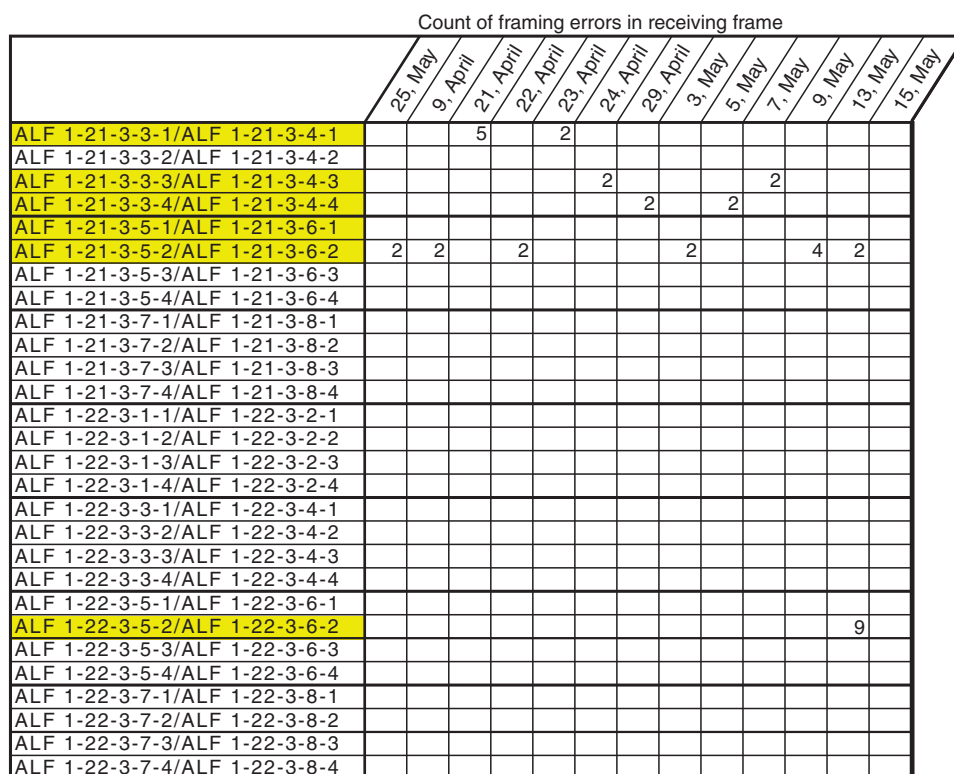 Count of framing errors in receiving frame
25, May 9, April 21, April 22, April 23, April 24, April 29, April 3, May 5, May 7, May 9, May 13, May 15, May
ALF 1-21-3-3-1/ALF 1-21-3-4-1 5 2
ALF 1-21-3-3-2/ALF 1-21-3-4-2
ALF 1-21-3-3-3/ALF 1-21-3-4-3 2 2
ALF 1-21-3-3-4/ALF 1-21-3-4-4 2 2
ALF 1-21-3-5-1/ALF 1-21-3-6-1
ALF 1-21-3-5-2/ALF 1-21-3-6-2 2 2 2 2 4 2
ALF 1-21-3-5-3/ALF 1-21-3-6-3
ALF 1-21-3-5-4/ALF 1-21-3-6-4
ALF 1-21-3-7-1/ALF 1-21-3-8-1
ALF 1-21-3-7-2/ALF 1-21-3-8-2
ALF 1-21-3-7-3/ALF 1-21-3-8-3
ALF 1-21-3-7-4/ALF 1-21-3-8-4
ALF 1-22-3-1-1/ALF 1-22-3-2-1
ALF 1-22-3-1-2/ALF 1-22-3-2-2
ALF 1-22-3-1-3/ALF 1-22-3-2-3
ALF 1-22-3-1-4/ALF 1-22-3-2-4
ALF 1-22-3-3-1/ALF 1-22-3-4-1
ALF 1-22-3-3-2/ALF 1-22-3-4-2
ALF 1-22-3-3-3/ALF 1-22-3-4-3
ALF 1-22-3-3-4/ALF 1-22-3-4-4
ALF 1-22-3-5-1/ALF 1-22-3-6-1
ALF 1-22-3-5-2/ALF 1-22-3-6-2 9
ALF 1-22-3-5-3/ALF 1-22-3-6-3
ALF 1-22-3-5-4/ALF 1-22-3-6-4
ALF 1-22-3-7-1/ALF 1-22-3-8-1
ALF 1-22-3-7-2/ALF 1-22-3-8-2
ALF 1-22-3-7-3/ALF 1-22-3-8-3
ALF 1-22-3-7-4/ALF 1-22-3-8-4